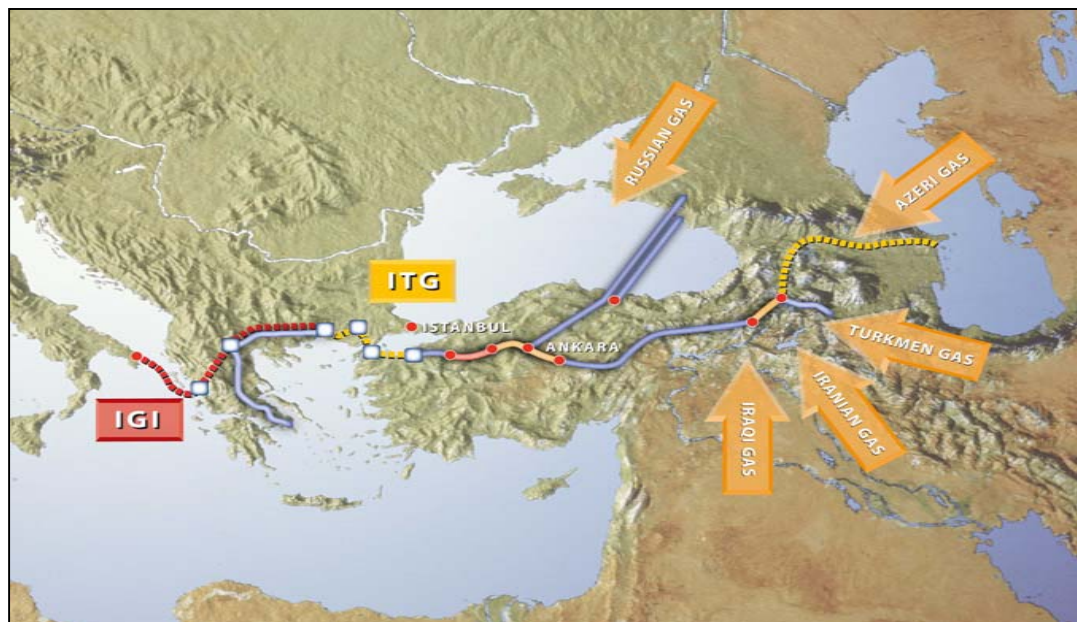 RUSSIAN GAS
AZERI GAS
ITG
ISTANBUL
ANKARA
TURKMEN GAS
IRANIAN GAS
IRAQI GAS
IGI